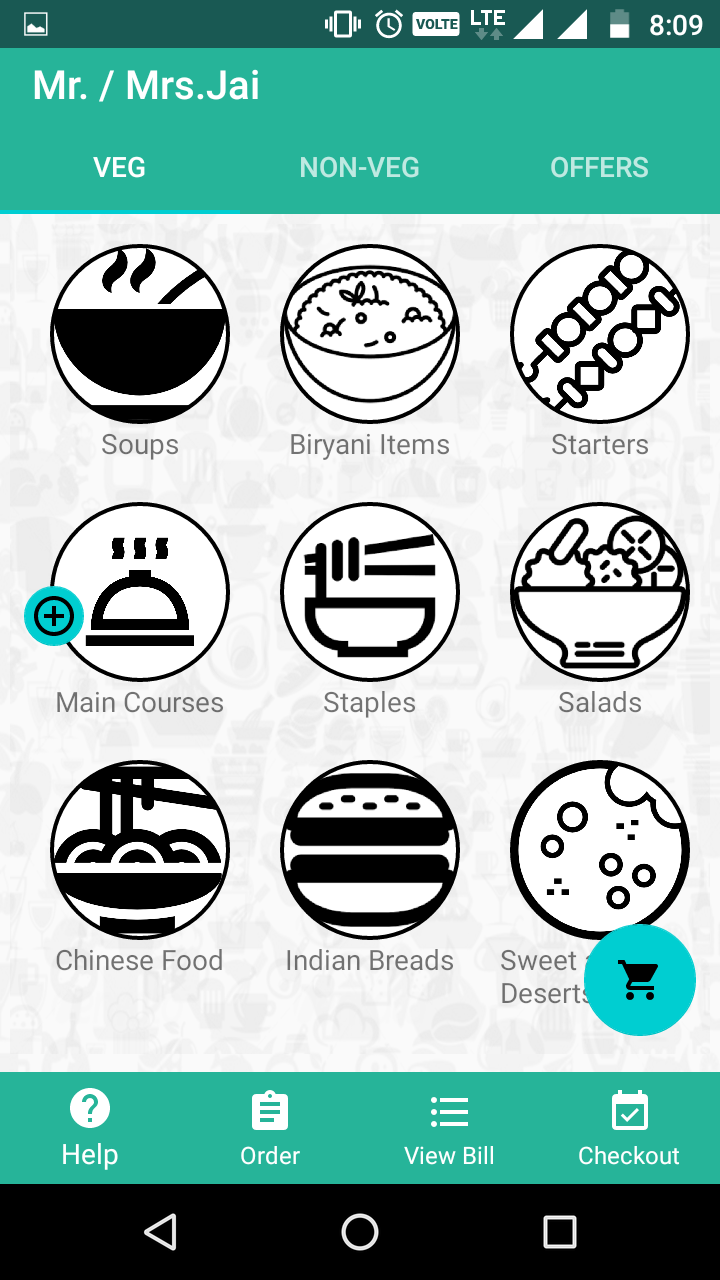 VOLTE LTE 8:09
Mr. / Mrs.Jai
VEG NON-VEG OFFERS
Soups Biryani Items Starters
Main Courses Staples Salads
Chinese Food Indian Breads Sweet
Deserts
Help Order View Bill Checkout